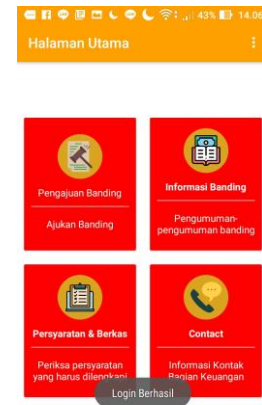 43% 14.06
Halaman Utama
Pengajuan Banding
Ajukan Banding
Informasi Banding
Pengumuman-
pengumuman banding
Persyaratan & Berkas
Periksa persyaratan
yang harus dilengkapi
Contact
Informasi Kontak
Bagian Keuangan
Login Berhasil